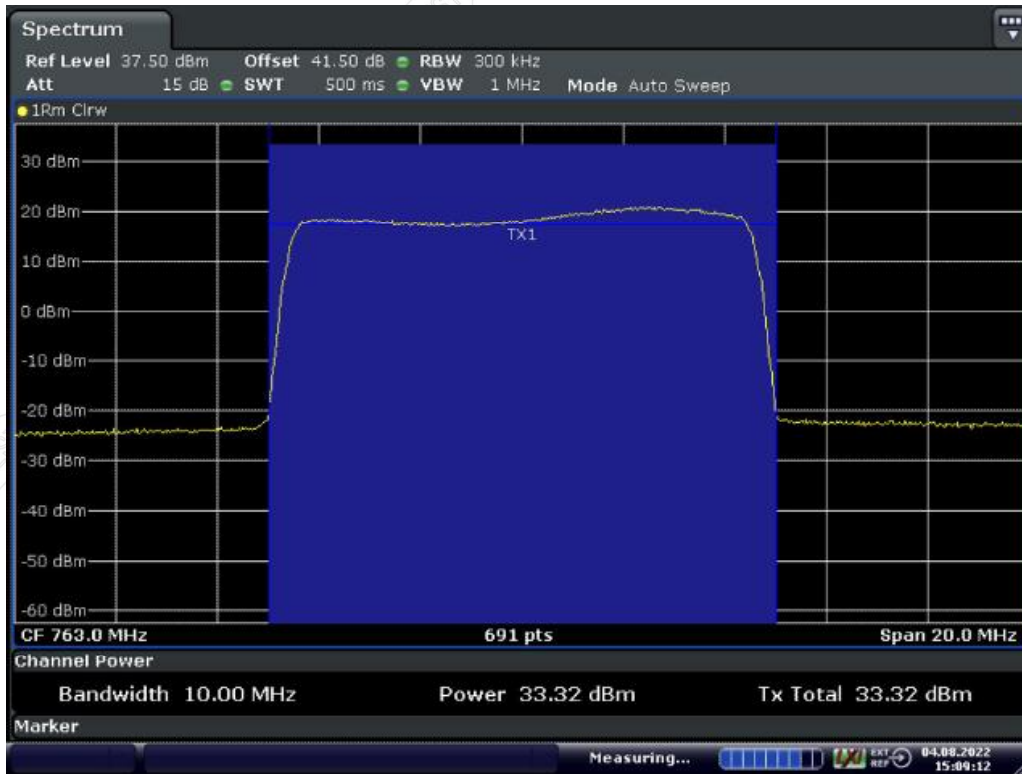 Spectrum
Ref Level 37.50 dBm Offset 41.50 dB RBW 300 kHz
Att 15 dB SWT 500 ms VBW 1 MHz Mode Auto Sweep
1Rm Clrw
30 dBm
20 dBm
TX1
10 dBm
0 dBm
-10 dBm
-20 dBm
-30 dBm
-40 dBm
-50 dBm
-60 dBm
CF 763.0 MHz 691 pts Span 20.0 MHz
Channel Power
Bandwidth 10.00 MHz Power 33.32 dBm Tx Total 33.32 dBm
Marker
Measuring... EXT REF 04.08.2022
15:09:12